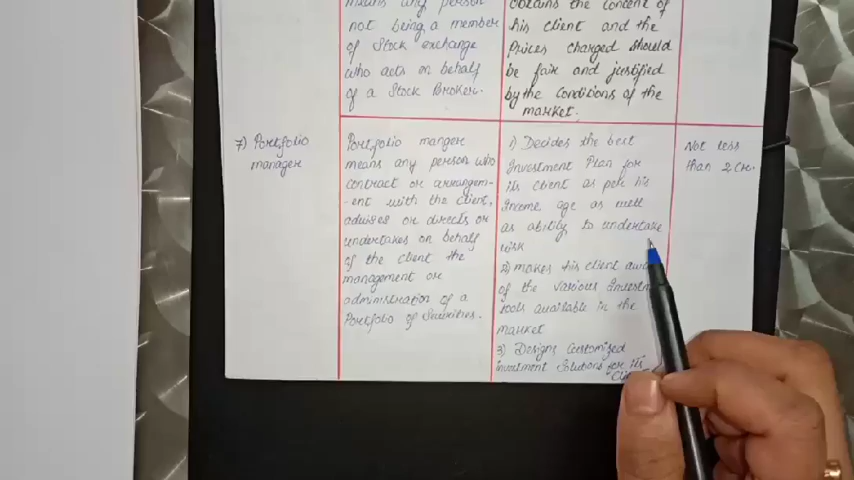 means any person
not being a member
of Stock exchange
who acts on behalf
of a Stock Broker.
obtains the concent of
his client and the
Prices charged should
be fair and justified
by the conditions of the
market.
7) Portfolio
manager
Portfolio manger
means any person who
contract or arrangem-
-ent with the client,
advises or directs or
undertakes on behalf
of the client the
management or
administration of a
Portfolio of Securities.
1) Decides the best
Investment Plan for
its client as per his
Income age as well
as ability to undertake
risk
2) makes his client
of the various
tools available in the
market
3) Designs Customized
investment Solutions for its
Not less
than 2 Cr.